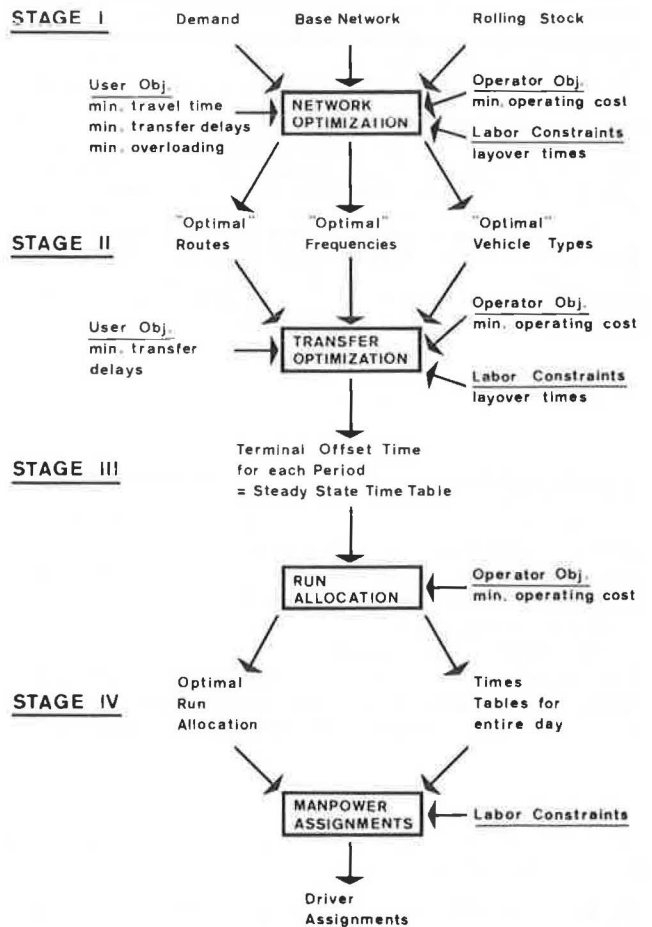 STAGE I
Demand
Base Network
Rolling Stock
User Obj.
min. travel time
min. transfer delays
min. overloading
NETWORK
OPTIMIZATION
Operator Obj.
min. operating cost
Labor Constraints
layover times
STAGE II
"Optimal"
Routes
"Optimal"
Frequencies
"Optimal"
Vehicle Types
User Obj.
min. transfer
delays
TRANSFER
OPTIMIZATION
Operator Obj.
min. operating cost
Labor Constraints
layover times
STAGE III
Terminal Offset Time
for each Period
= Steady State Time Table
RUN
ALLOCATION
Operator Obj.
min. operating cost
STAGE IV
Optimal
Run
Allocation
Times
Tables for
entire day
MANPOWER
ASSIGNMENTS
Labor Constraints
Driver
Assignments